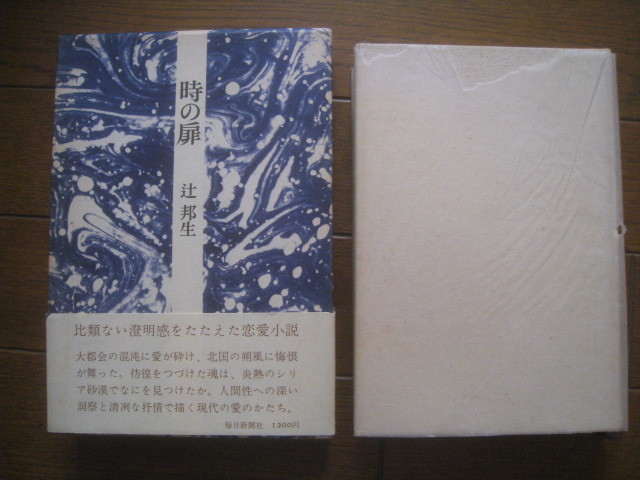 時の扉
辻邦生
比類ない澄明感をたたえた恋愛小説
大都会の混沌に愛が砕け、北国の朔風に悔恨
が舞った。彷徨をつづけた魂は、炎熱のシリ
ア砂漠でなにを見つけたか。人間性への深い
洞察と清冽な抒情で描く現代の愛のかたち。
毎日新聞社 1200円